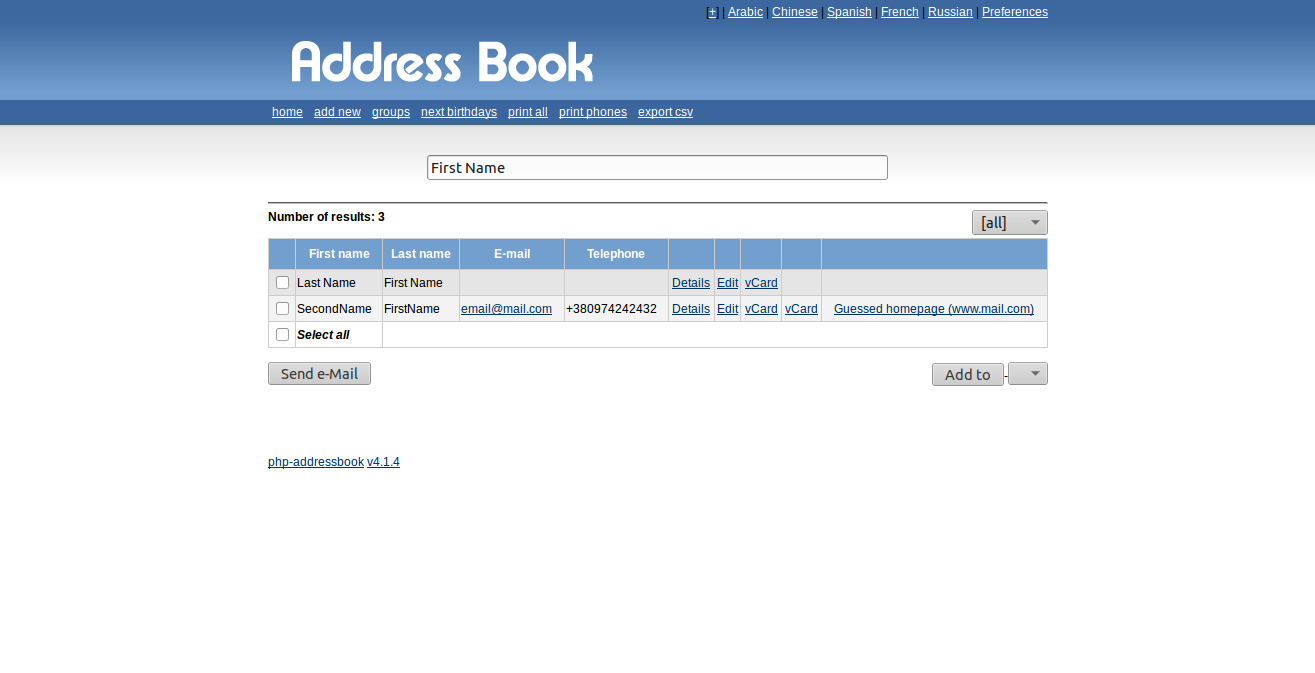 [+] | Arabic | Chinese | Spanish | French | Russian | Preferences
Address Book
home add new groups next birthdays print all print phones export csv
First Name
Number of results: 3
[all]
First name Last name E-mail Telephone
Last Name First Name Details Edit vCard
SecondName FirstName email@mail.com +380974242432 Details Edit vCard vCard Guessed homepage (www.mail.com)
Select all
Send e-Mail Add to -
php-addressbook v4.1.4